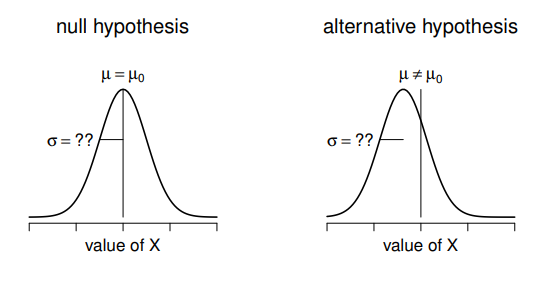 null hypothesis
μ = μ₀
σ = ??
value of X
alternative hypothesis
μ ≠ μ₀
σ = ??
value of X